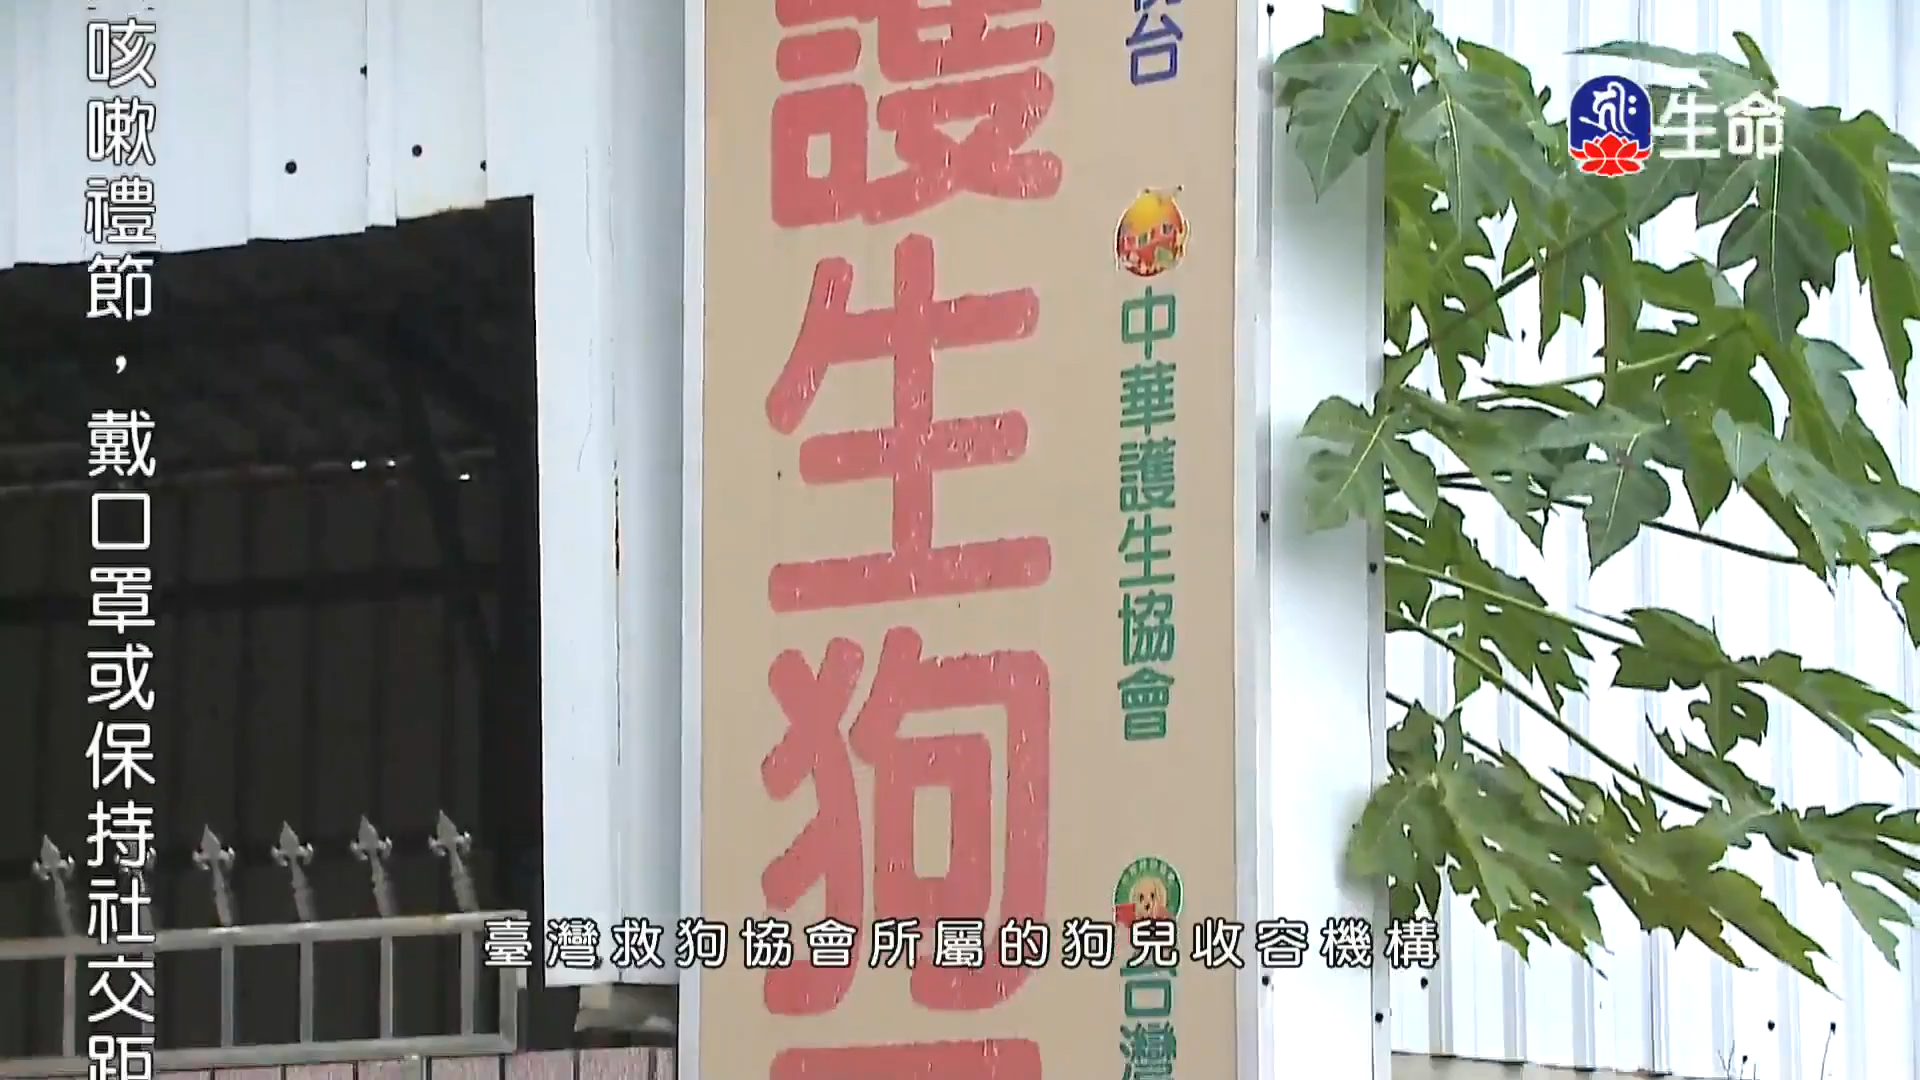 咳嗽禮節，戴口罩或保持社交距
護生狗
台
中華護生協會
台灣
生命
臺灣救狗協會所屬的狗兒收容機構